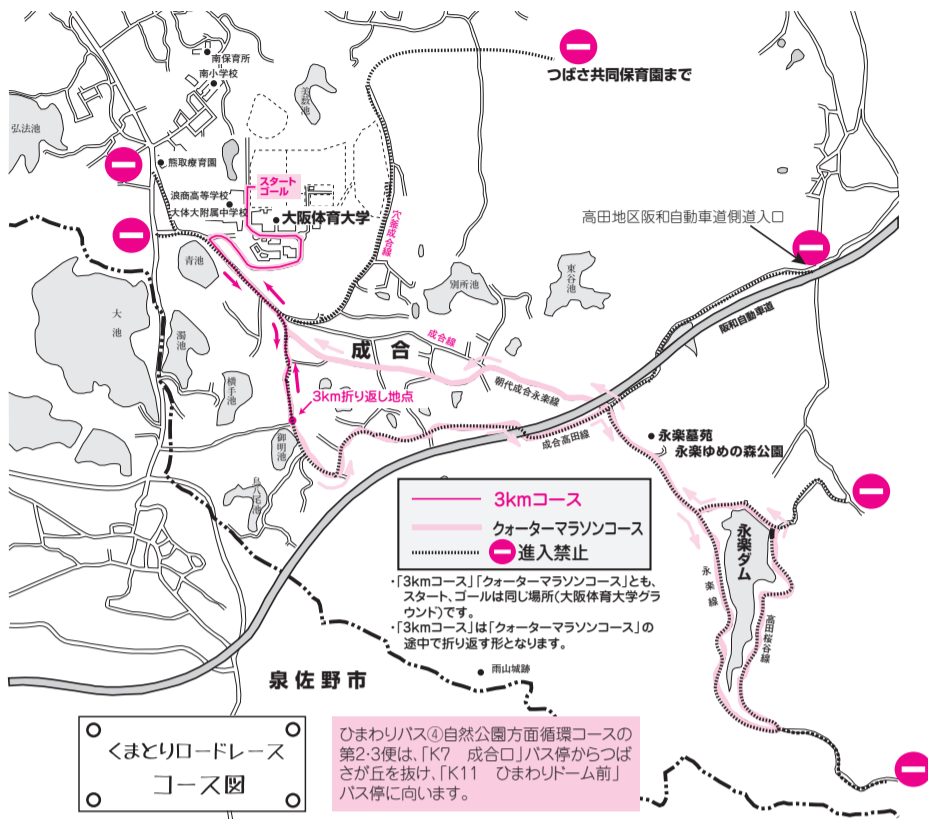 南保育所
南小学校
美薮池
つばさ共同保育園まで
弘法池
熊取療育園
スタート
ゴール
浪商高等学校
大体大附属中学校
大阪体育大学
高田地区阪和自動車道側道入口
青池
別所池
東谷池
大池
濁池
阪和自動車道
成合線
成合
朝代成合永楽線
横手池
3km折り返し地点
成合高田線
御明池
永楽墓苑
永楽ゆめの森公園
3kmコース
クォーターマラソンコース
進入禁止
永楽ダム
永楽線
高田桜谷線
・「3kmコース」「クォーターマラソンコース」とも、
スタート、ゴールは同じ場所(大阪体育大学グラ
ウンド)です。
・「3kmコース」は「クォーターマラソンコース」の
途中で折り返す形となります。
雨山城跡
泉佐野市
くまとりロードレース
コース図
ひまわりバス④自然公園方面循環コースの
第2・3便は、「K7　成合口」バス停からつば
さが丘を抜け、「K11　ひまわりドーム前」
バス停に向います。